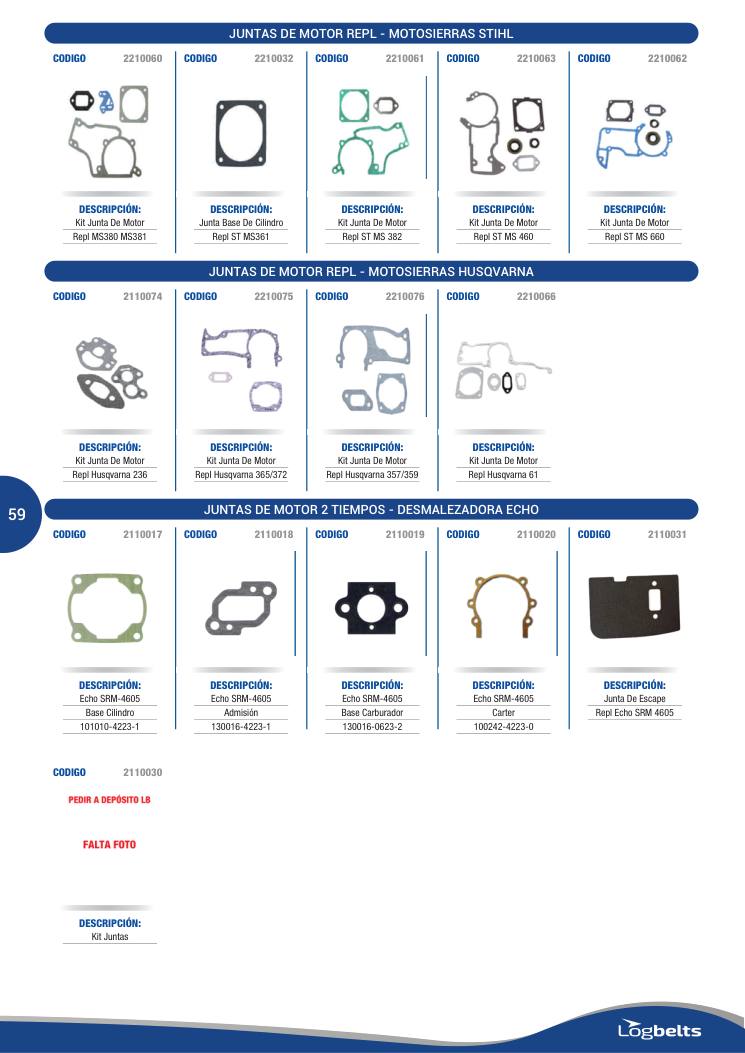 JUNTAS DE MOTOR REPL - MOTOSIERRAS STIHL
CODIGO 2210060
DESCRIPCIÓN:
Kit Junta De Motor
Repl MS380 MS381
CODIGO 2210032
DESCRIPCIÓN:
Junta Base De Cilindro
Repl ST MS361
CODIGO 2210061
DESCRIPCIÓN:
Kit Junta De Motor
Repl ST MS 382
CODIGO 2210063
DESCRIPCIÓN:
Kit Junta De Motor
Repl ST MS 460
CODIGO 2210062
DESCRIPCIÓN:
Kit Junta De Motor
Repl ST MS 660
JUNTAS DE MOTOR REPL - MOTOSIERRAS HUSQVARNA
CODIGO 2110074
DESCRIPCIÓN:
Kit Junta De Motor
Repl Husqvarna 236
CODIGO 2210075
DESCRIPCIÓN:
Kit Junta De Motor
Repl Husqvarna 365/372
CODIGO 2210076
DESCRIPCIÓN:
Kit Junta De Motor
Repl Husqvarna 357/359
CODIGO 2210066
DESCRIPCIÓN:
Kit Junta De Motor
Repl Husqvarna 61
59
JUNTAS DE MOTOR 2 TIEMPOS - DESMALEZADORA ECHO
CODIGO 2110017
DESCRIPCIÓN:
Echo SRM-4605
Base Cilindro
101010-4223-1
CODIGO 2110018
DESCRIPCIÓN:
Echo SRM-4605
Admisión
130016-4223-1
CODIGO 2110019
DESCRIPCIÓN:
Echo SRM-4605
Base Carburador
130016-0623-2
CODIGO 2110020
DESCRIPCIÓN:
Echo SRM-4605
Carter
100242-4223-0
CODIGO 2110031
DESCRIPCIÓN:
Junta De Escape
Repl Echo SRM 4605
CODIGO 2110030
PEDIR A DEPÓSITO LB
FALTA FOTO
DESCRIPCIÓN:
Kit Juntas
Logbelts